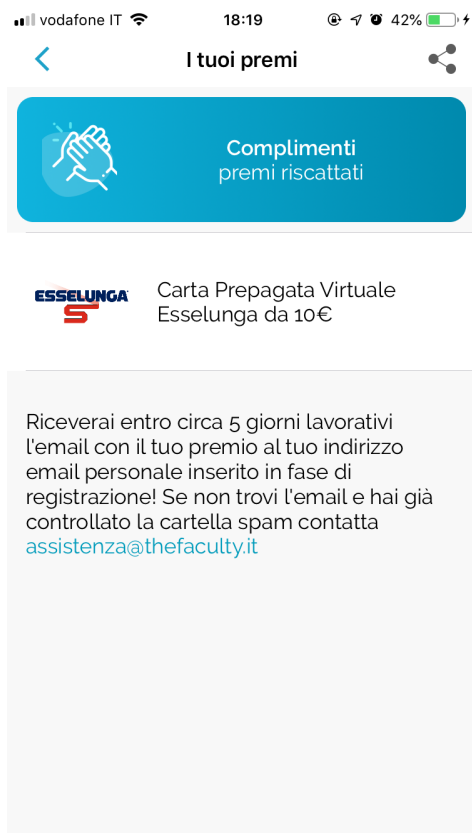 vodafone IT
18:19
42%
I tuoi premi
Complimenti
premi riscattati
ESSELUNGA
S
Carta Prepagata Virtuale
Esselunga da 10€
Riceverai entro circa 5 giorni lavorativi
l'email con il tuo premio al tuo indirizzo
email personale inserito in fase di
registrazione! Se non trovi l'email e hai già
controllato la cartella spam contatta
assistenza@thefaculty.it